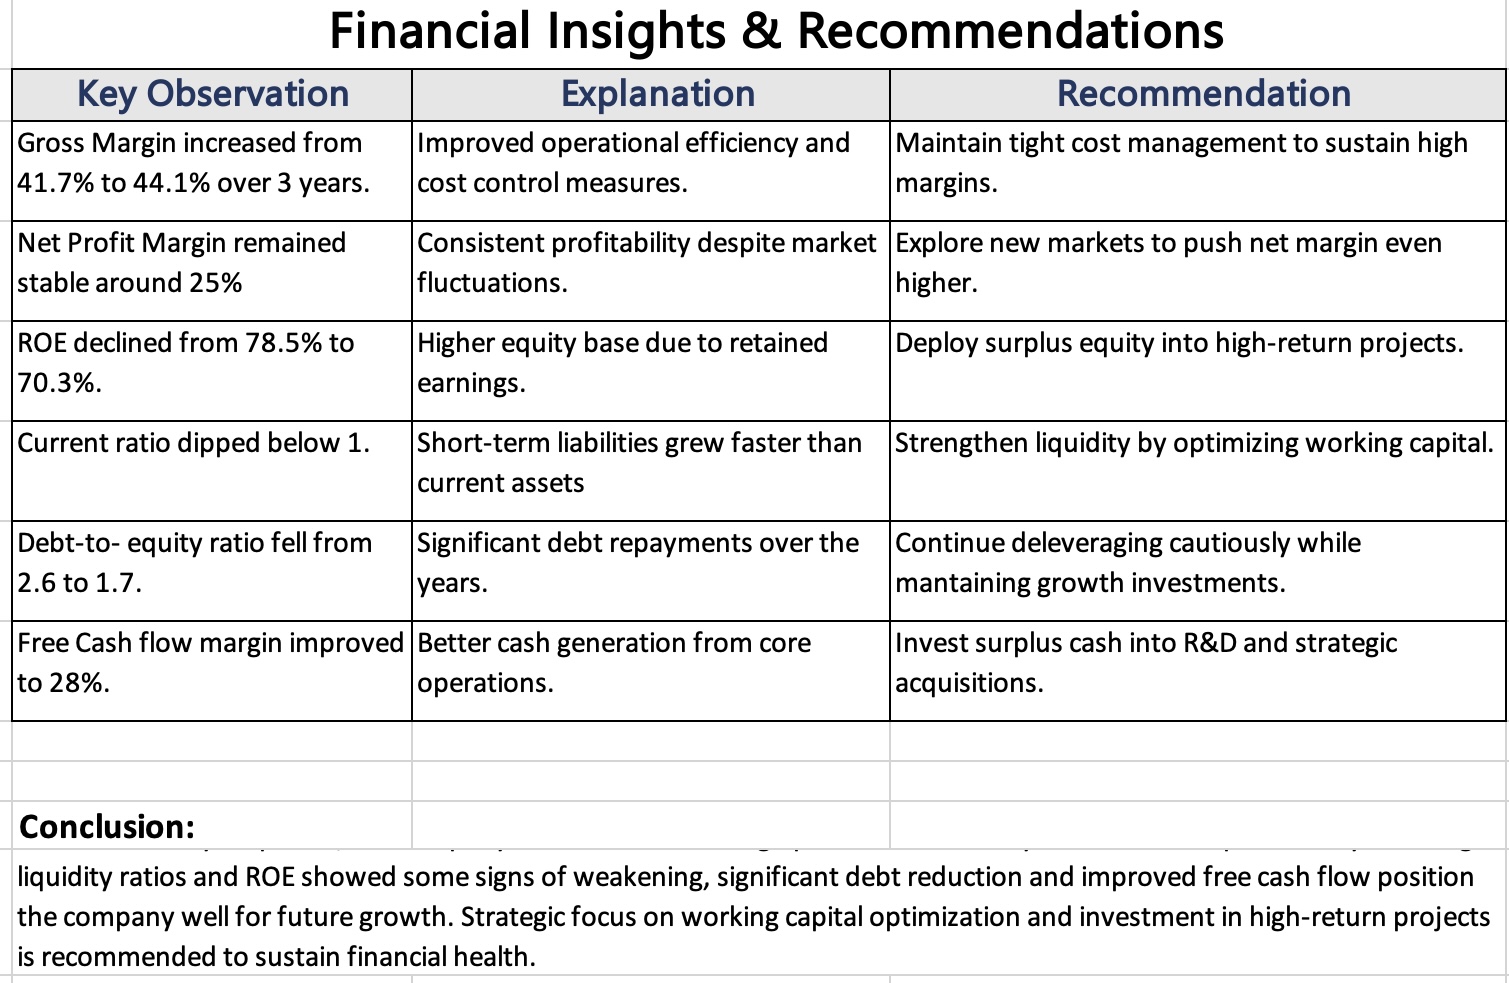 Financial Insights & Recommendations
Key Observation
Explanation
Recommendation
Gross Margin increased from
41.7% to 44.1% over 3 years.
Improved operational efficiency and
cost control measures.
Maintain tight cost management to sustain high
margins.
Net Profit Margin remained
stable around 25%
Consistent profitability despite market
fluctuations.
Explore new markets to push net margin even
higher.
ROE declined from 78.5% to
70.3%.
Higher equity base due to retained
earnings.
Deploy surplus equity into high-return projects.
Current ratio dipped below 1.
Short-term liabilities grew faster than
current assets
Strengthen liquidity by optimizing working capital.
Debt-to- equity ratio fell from
2.6 to 1.7.
Significant debt repayments over the
years.
Continue deleveraging cautiously while
mantaining growth investments.
Free Cash flow margin improved
to 28%.
Better cash generation from core
operations.
Invest surplus cash into R&D and strategic
acquisitions.
Conclusion:
liquidity ratios and ROE showed some signs of weakening, significant debt reduction and improved free cash flow position
the company well for future growth. Strategic focus on working capital optimization and investment in high-return projects
is recommended to sustain financial health.